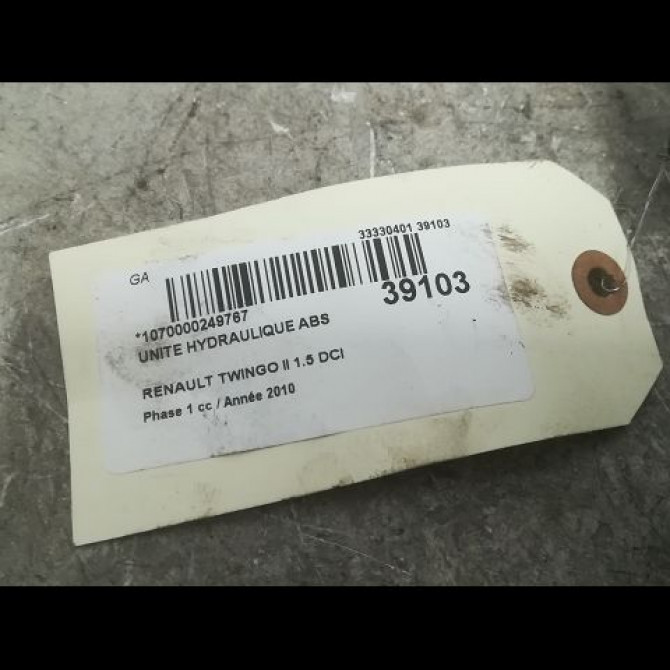 GA
33330401 39103
39103
*1070000249767
UNITE HYDRAULIQUE ABS
RENAULT TWINGO II 1.5 DCI
Phase 1 cc / Année 2010